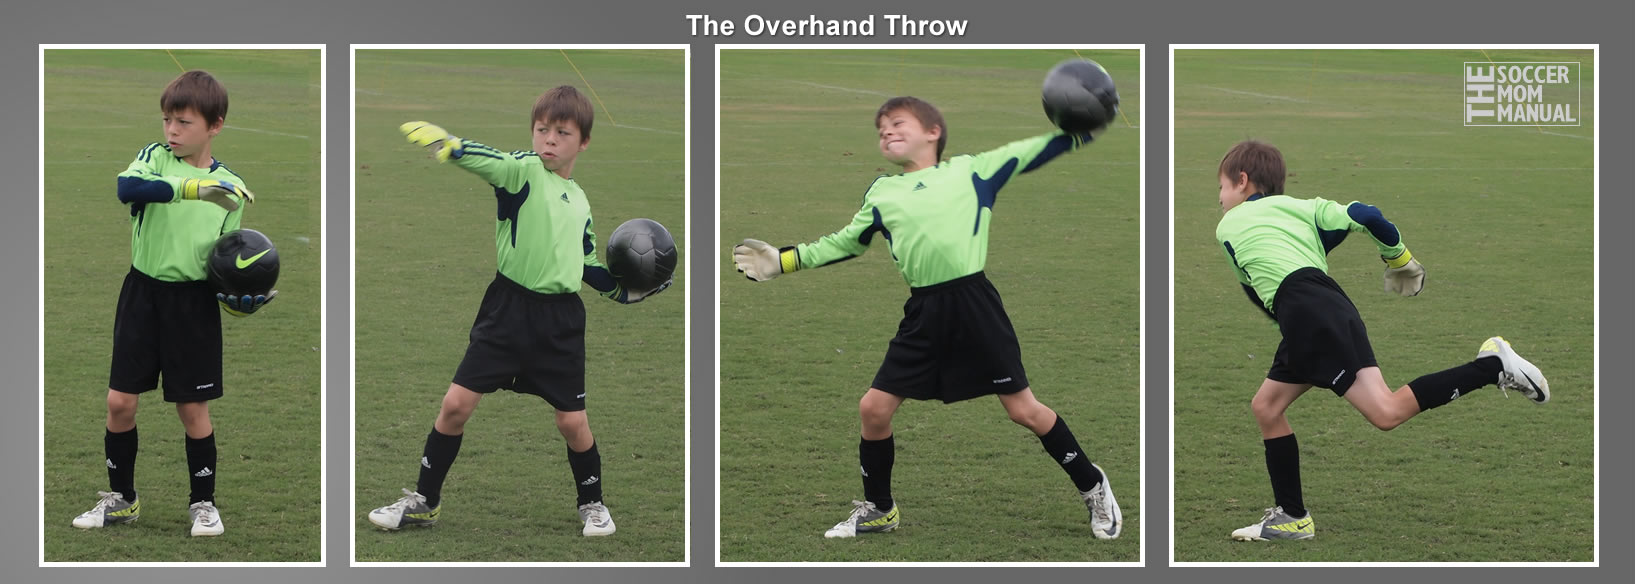 The Overhand Throw
THE
SOCCER
MOM
MANUAL